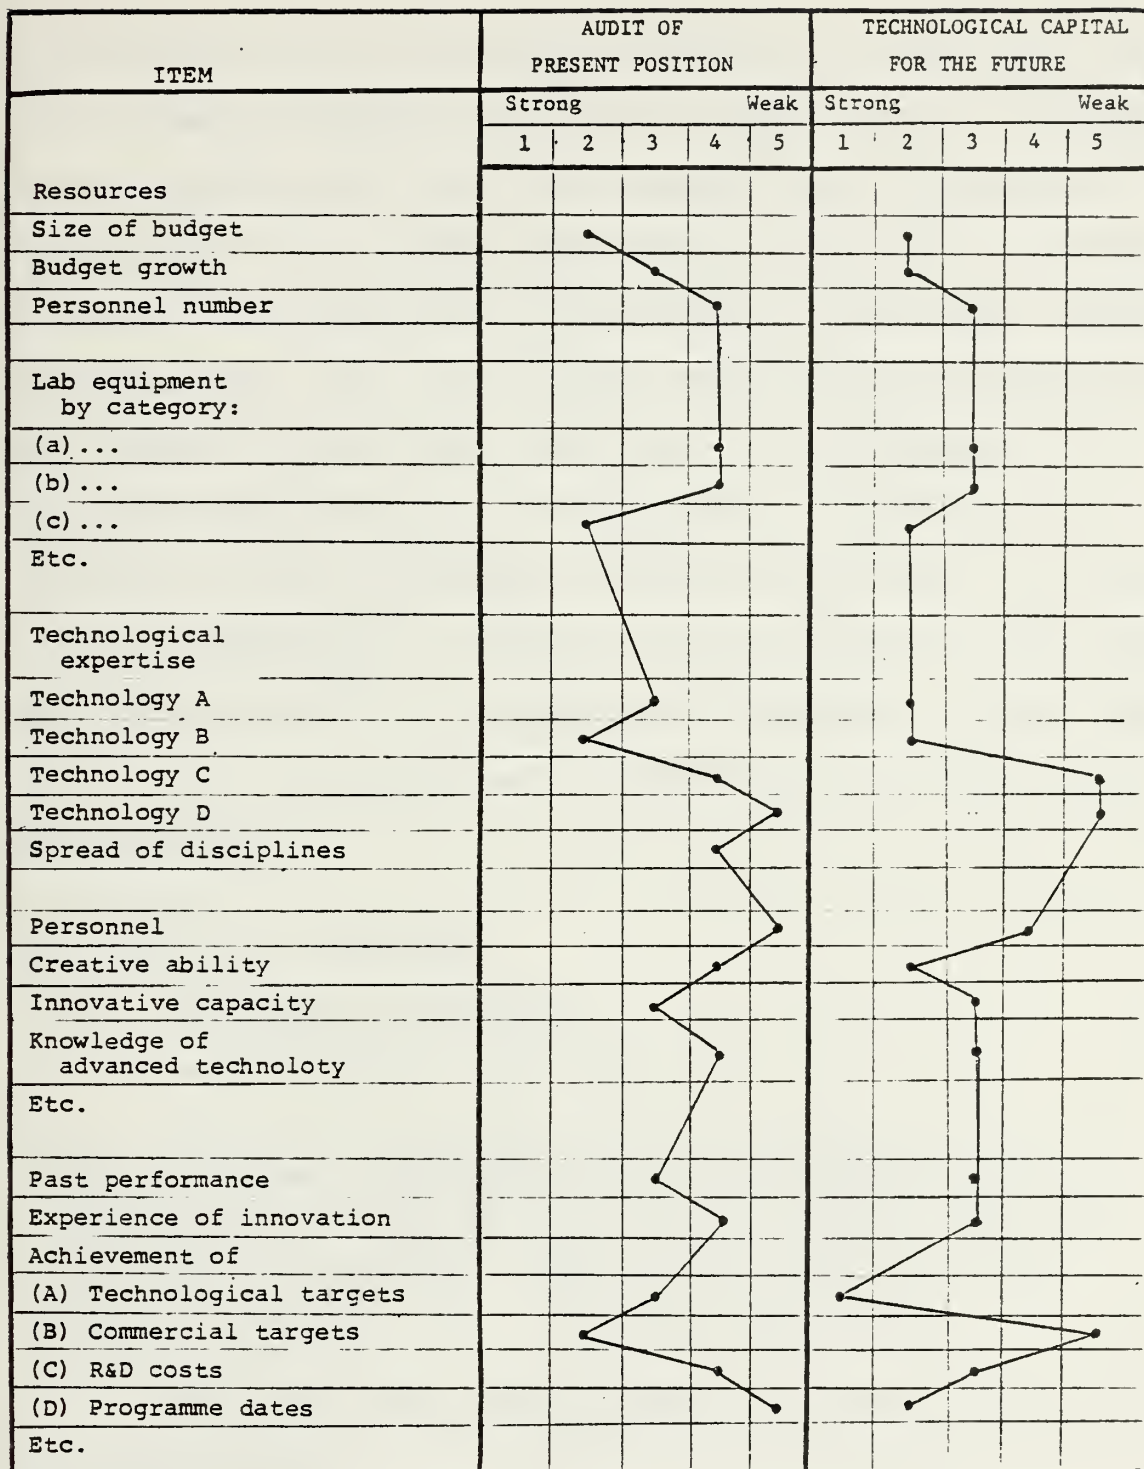 AUDIT OF
PRESENT POSITION
TECHNOLOGICAL CAPITAL
FOR THE FUTURE
ITEM
Strong Weak Strong Weak
1 2 3 4 5 1 2 3 4 5
Resources
Size of budget
Budget growth
Personnel number
Lab equipment
by category:
(a)...
(b)...
(c)...
Etc.
Technological
expertise
Technology A
Technology B
Technology C
Technology D
Spread of disciplines
Personnel
Creative ability
Innovative capacity
Knowledge of
advanced technoloty
Etc.
Past performance
Experience of innovation
Achievement of
(A) Technological targets
(B) Commercial targets
(C) R&D costs
(D) Programme dates
Etc.